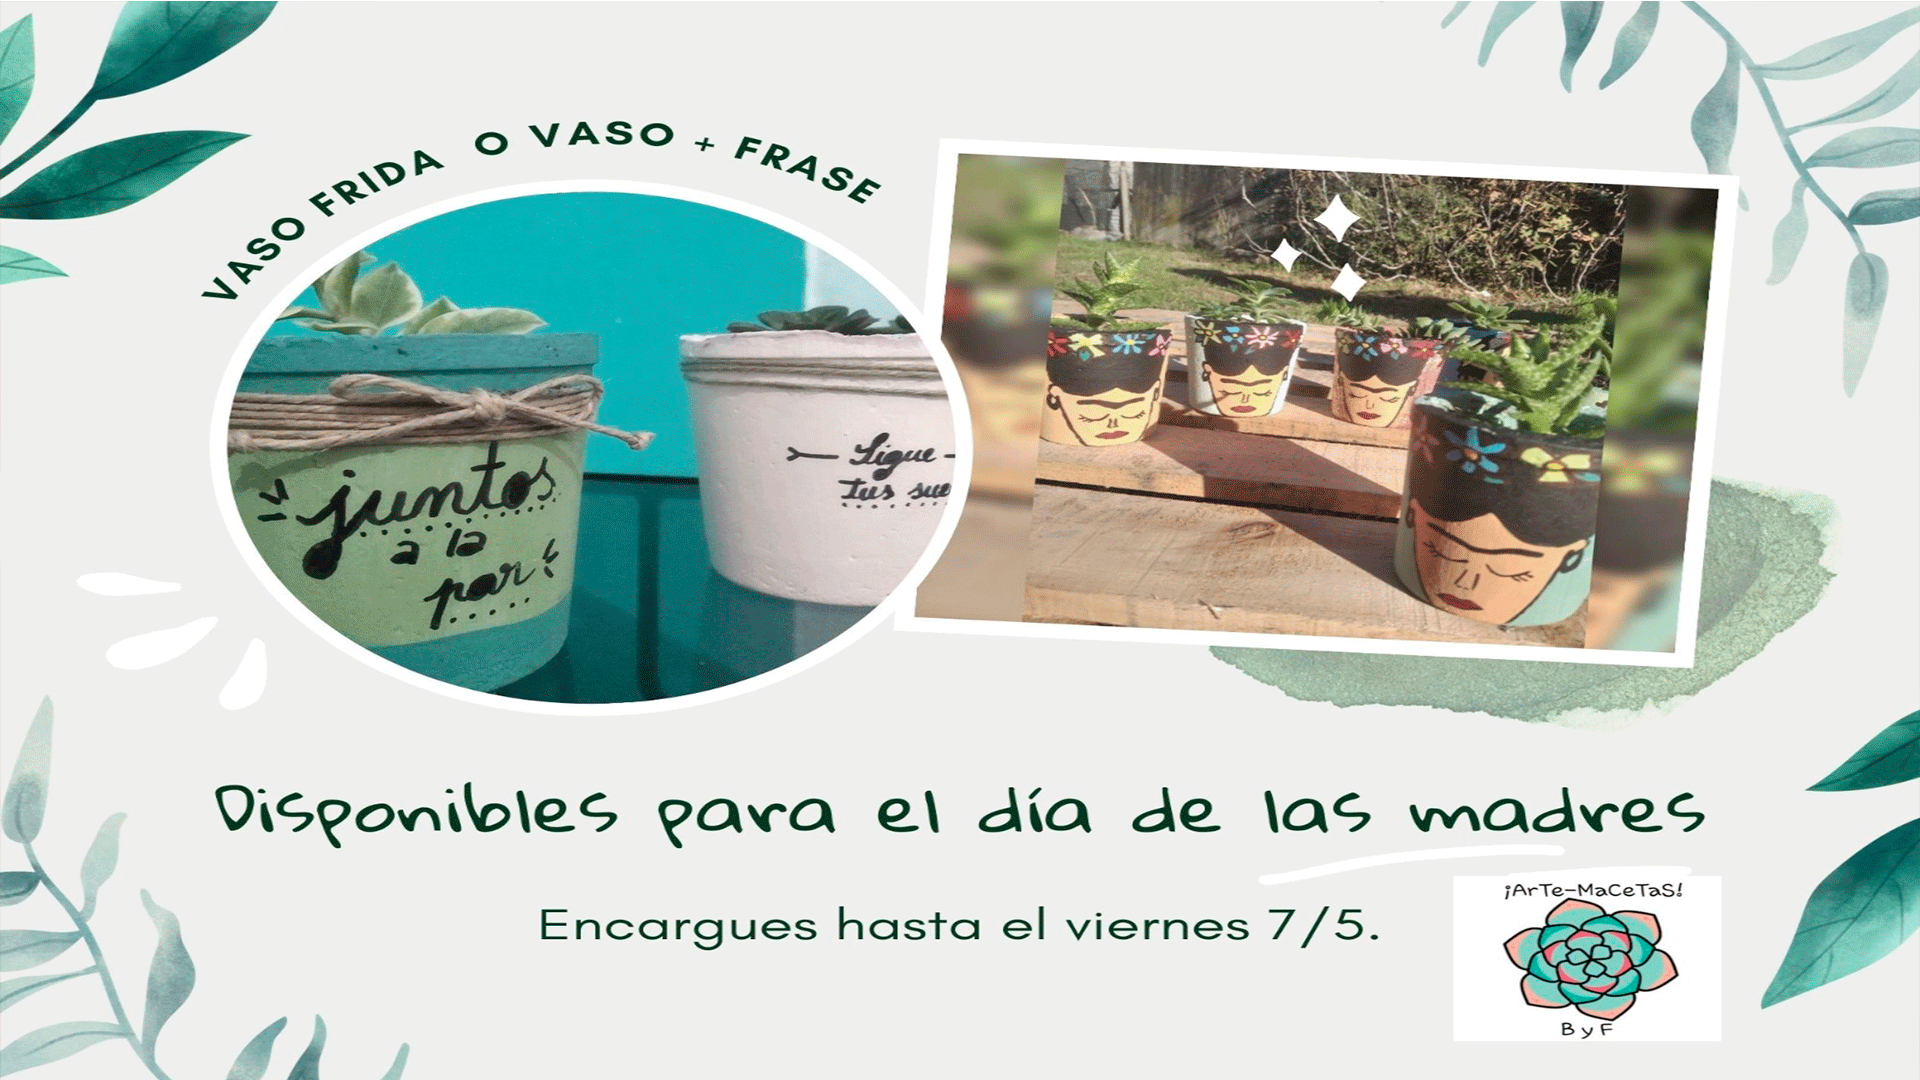 VASO FRIDA O VASO + FRASE
juntos
a la
par
Sigue
tus
Disponibles para el día de las madres
Encargues hasta el viernes 7/5.
¡ArTe-MaCeTaS!
B y F